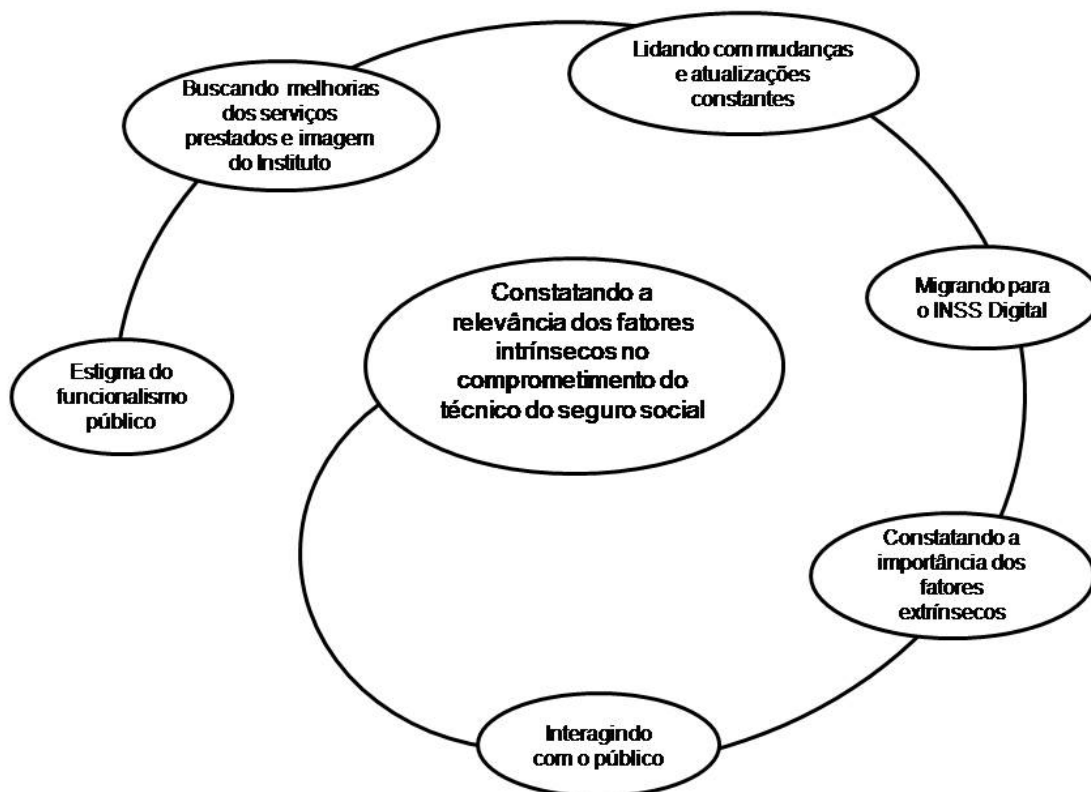 Lidando com mudanças
e atualizações
constantes
Buscando melhorias
dos serviços
prestados e imagem
do Instituto
Migrando para
o INSS Digital
Constatando a
relevância dos fatores
intrínsecos no
comprometimento do
técnico do seguro social
Estigma do
funcionalismo
público
Constatando a
importância dos
fatores
extrínsecos
Interagindo
com o público